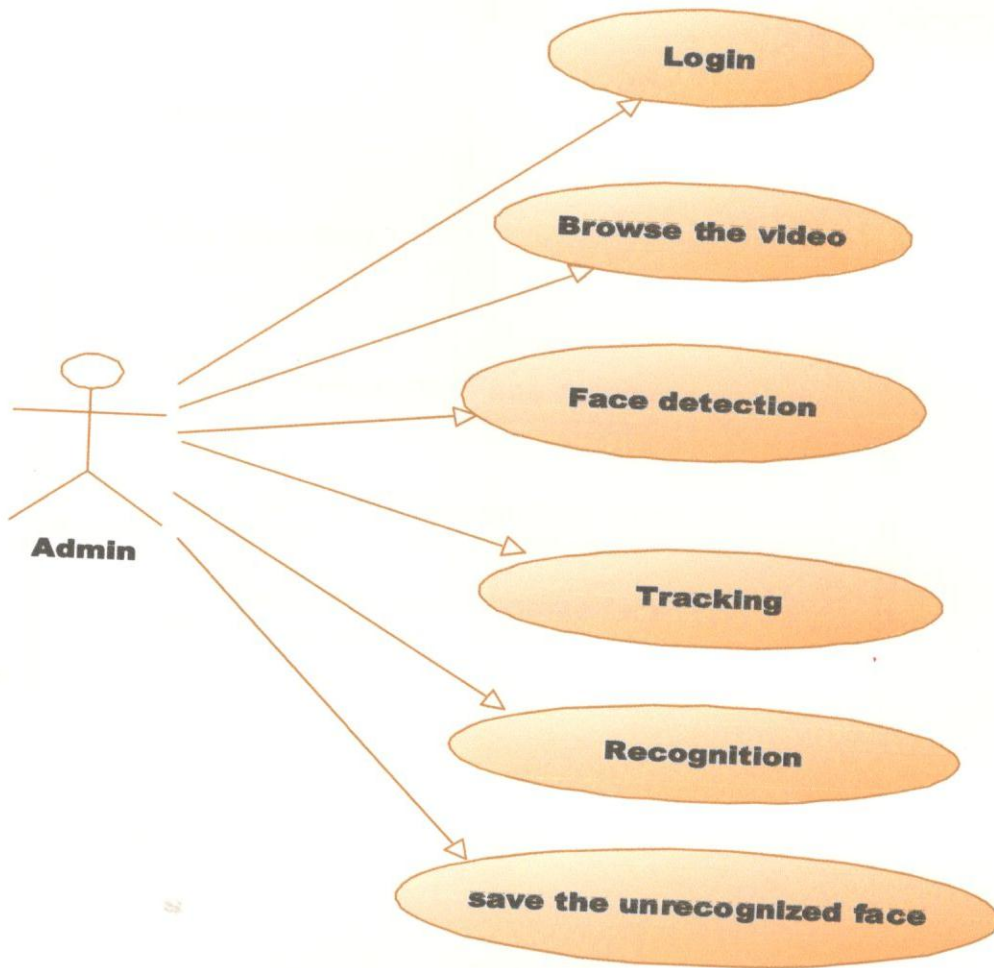 Login
Browse the video
Face detection
Admin
Tracking
Recognition
save the unrecognized face